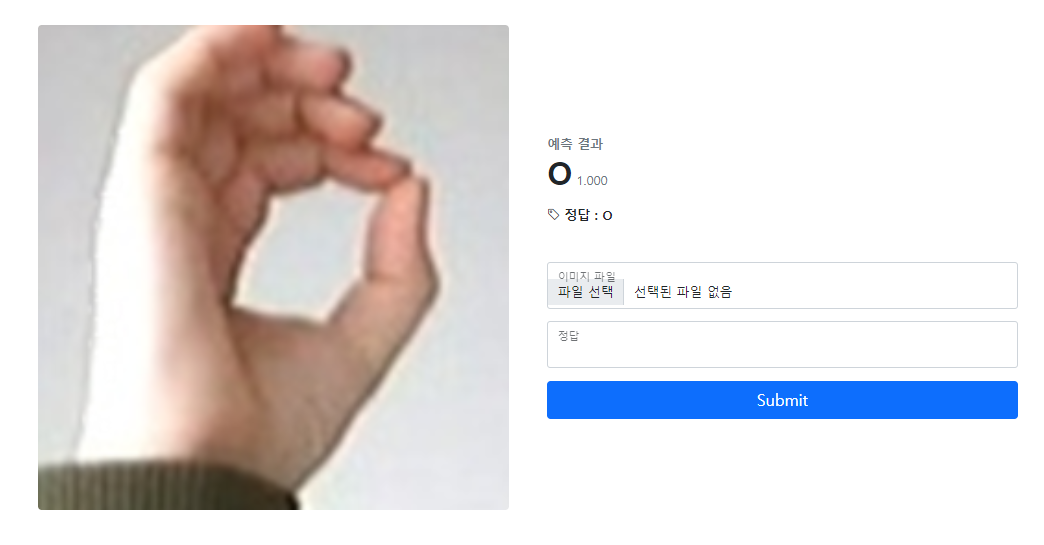 예측 결과
O 1.000
정답 : O
이미지 파일
파일 선택 선택된 파일 없음
정답
Submit